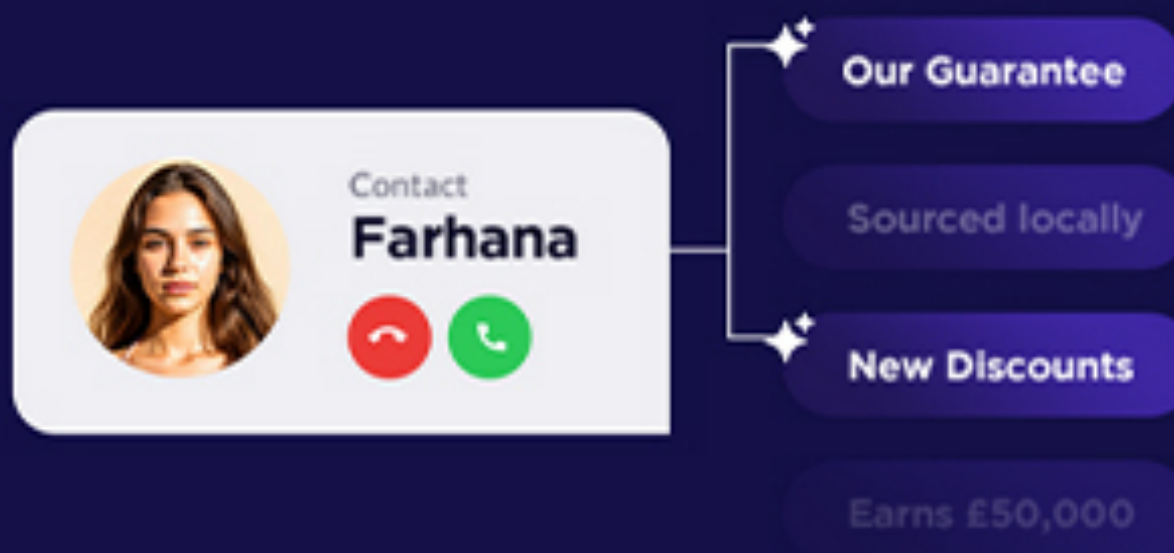 Contact
Farhana
Our Guarantee
Sourced locally
New Discounts
Earns £50,000